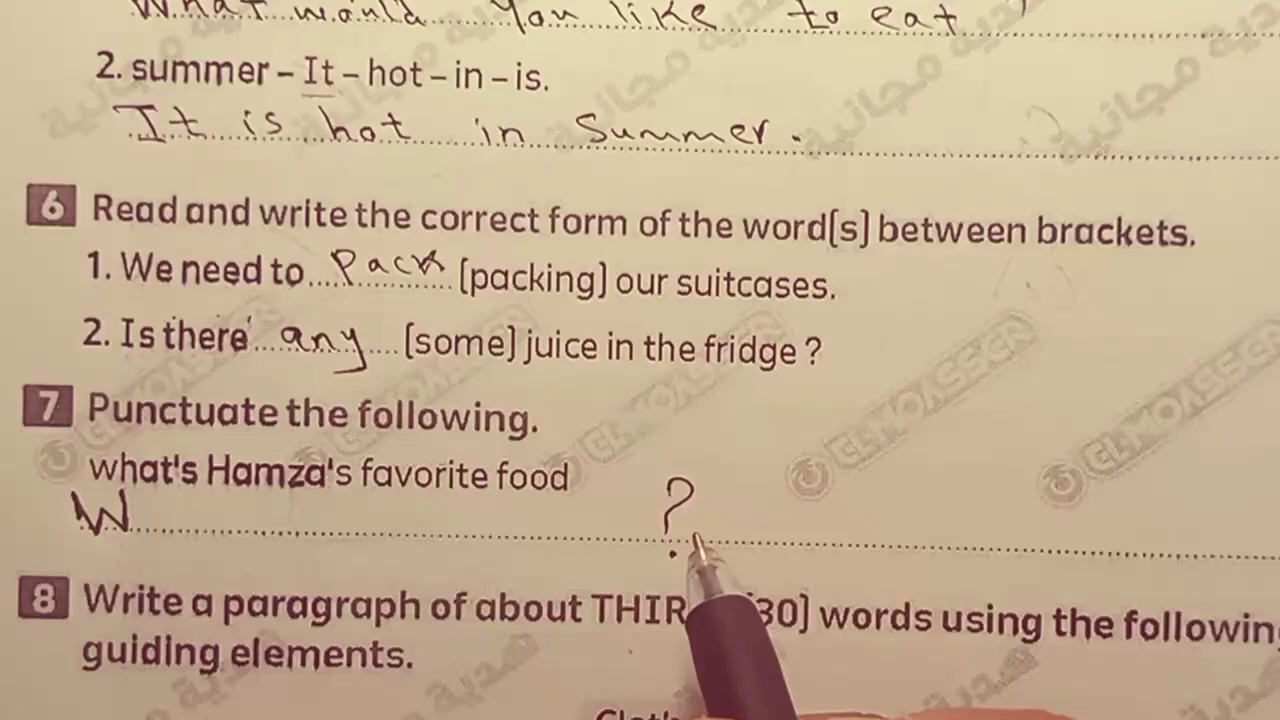 What would you like to eat ?
2. summer – It – hot – in – is.
It is hot in Summer.
6 Read and write the correct form of the word[s] between brackets.
1. We need to Pack [packing] our suitcases.
2. Is there any [some] juice in the fridge ?
7 Punctuate the following.
what's Hamza's favorite food
W ?
8 Write a paragraph of about 30] words using the following
guiding elements.